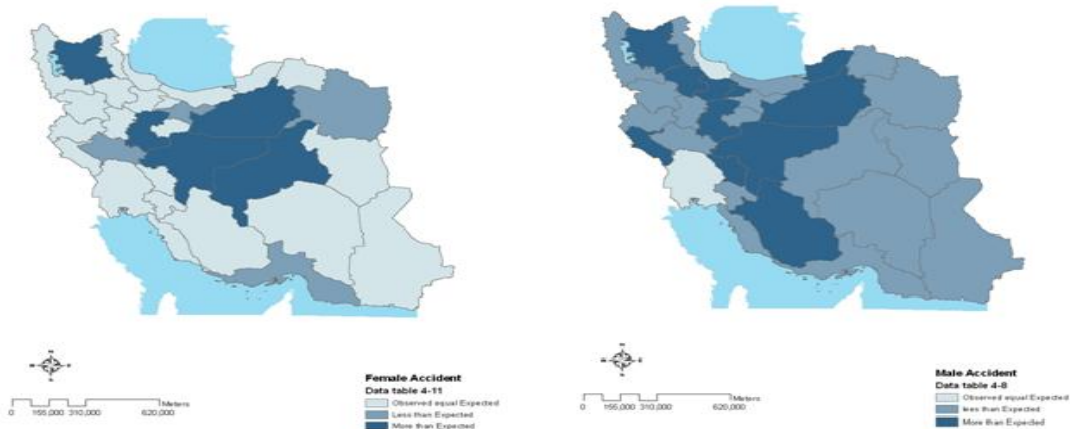 N
W E
S
0 155,000 310,000 620,000
Meters
Female Accident
Data table 4-11
Observed equal Expected
Less than Expected
More than Expected
N
W E
S
0 155,000 310,000 620,000
Meters
Male Accident
Data table 4-8
Observed equal Expected
less than Expected
More than Expected